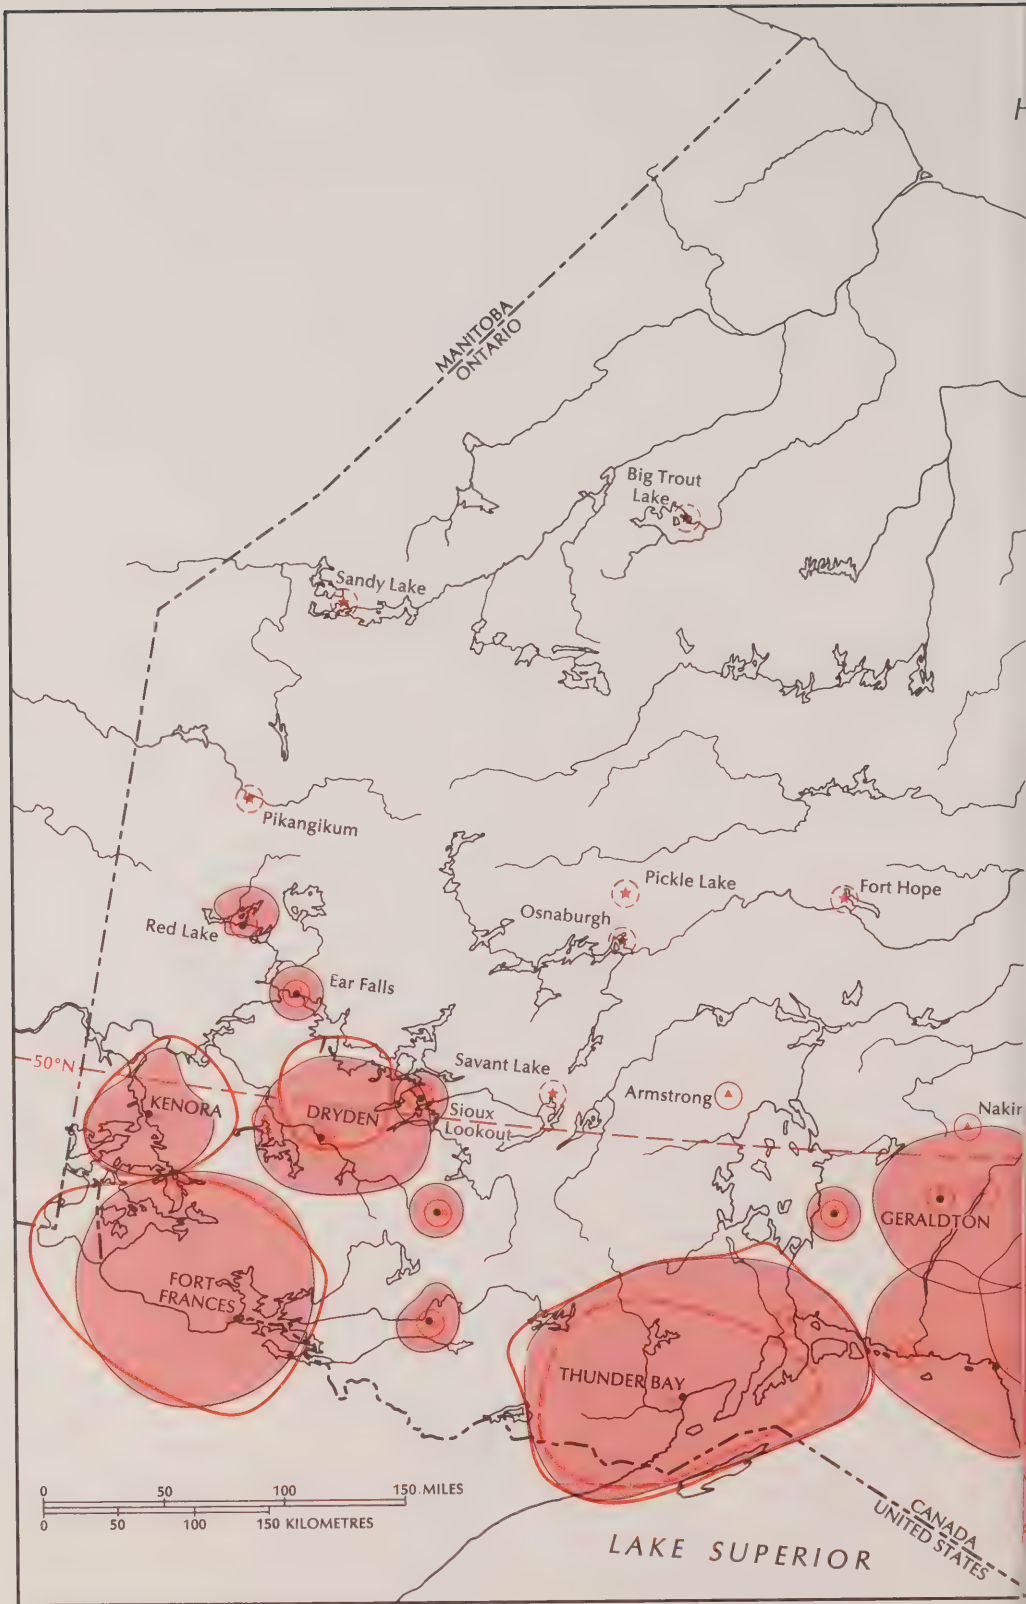 H
MANITOBA
ONTARIO
Big Trout
Lake
Sandy Lake
Pikangikum
Pickle Lake
Fort Hope
Osnaburgh
Red Lake
Ear Falls
50°N
Savant Lake
Armstrong
KENORA
DRYDEN
Sioux
Lookout
Nakin
GERALDTON
FORT
FRANCES
THUNDER BAY
0 50 100 150 MILES
0 50 100 150 KILOMETRES
CANADA
UNITED STATES
LAKE SUPERIOR